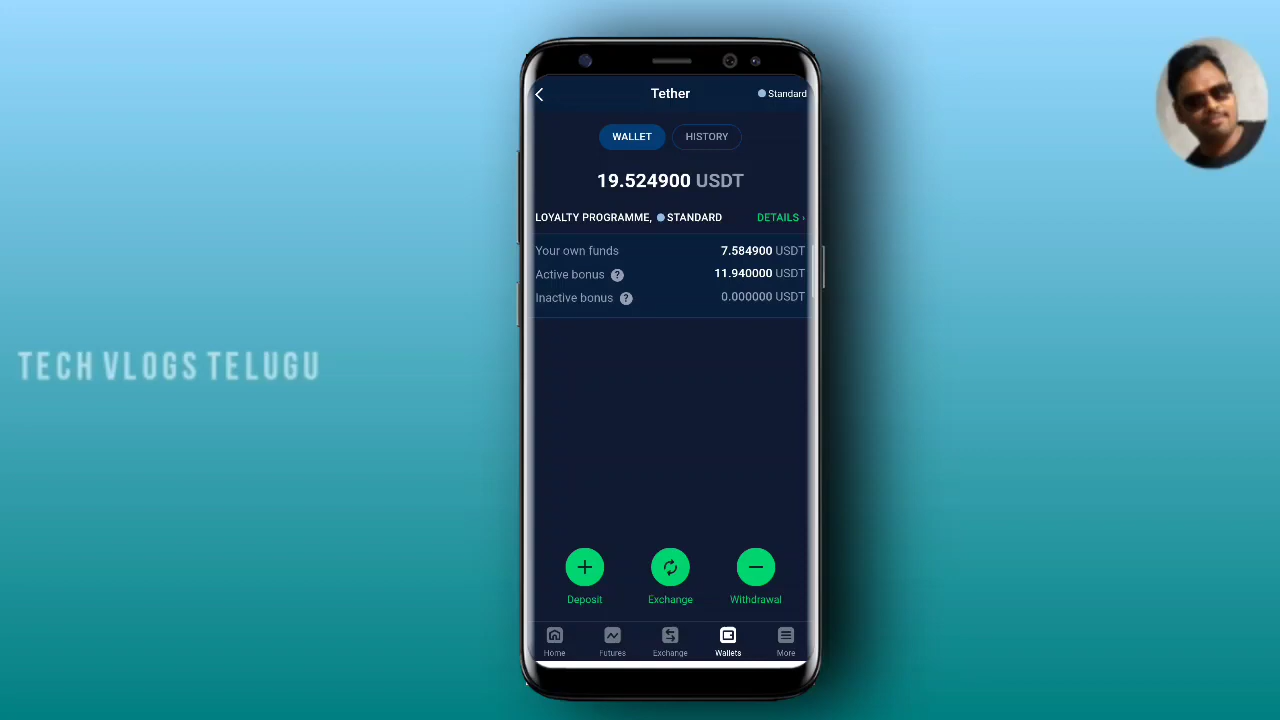 Tether
Standard
WALLET
HISTORY
19.524900 USDT
LOYALTY PROGRAMME, STANDARD DETAILS ›
Your own funds 7.584900 USDT
Active bonus ? 11.940000 USDT
Inactive bonus ? 0.000000 USDT
TECH VLOGS TELUGU
Deposit Exchange Withdrawal
Home Futures Exchange Wallets More